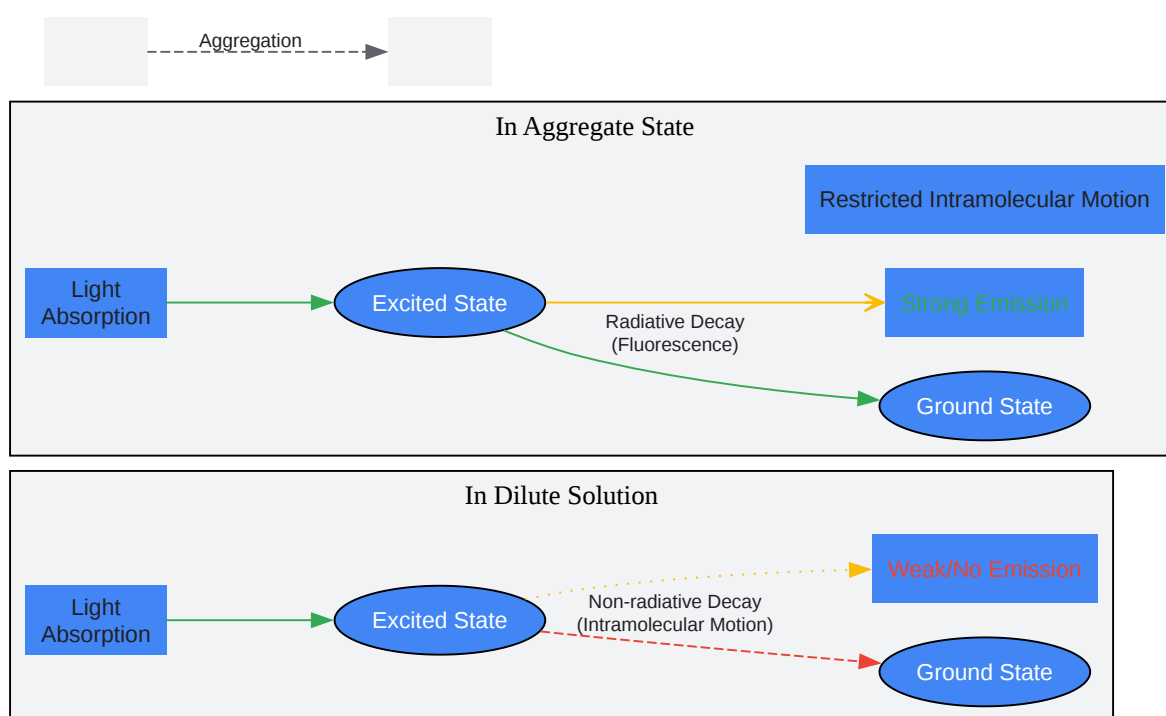 Aggregation
In Aggregate State
Restricted Intramolecular Motion
Light
Absorption
Excited State
Strong Emission
Radiative Decay
(Fluorescence)
Ground State
In Dilute Solution
Weak/No Emission
Light
Absorption
Excited State
Non-radiative Decay
(Intramolecular Motion)
Ground State